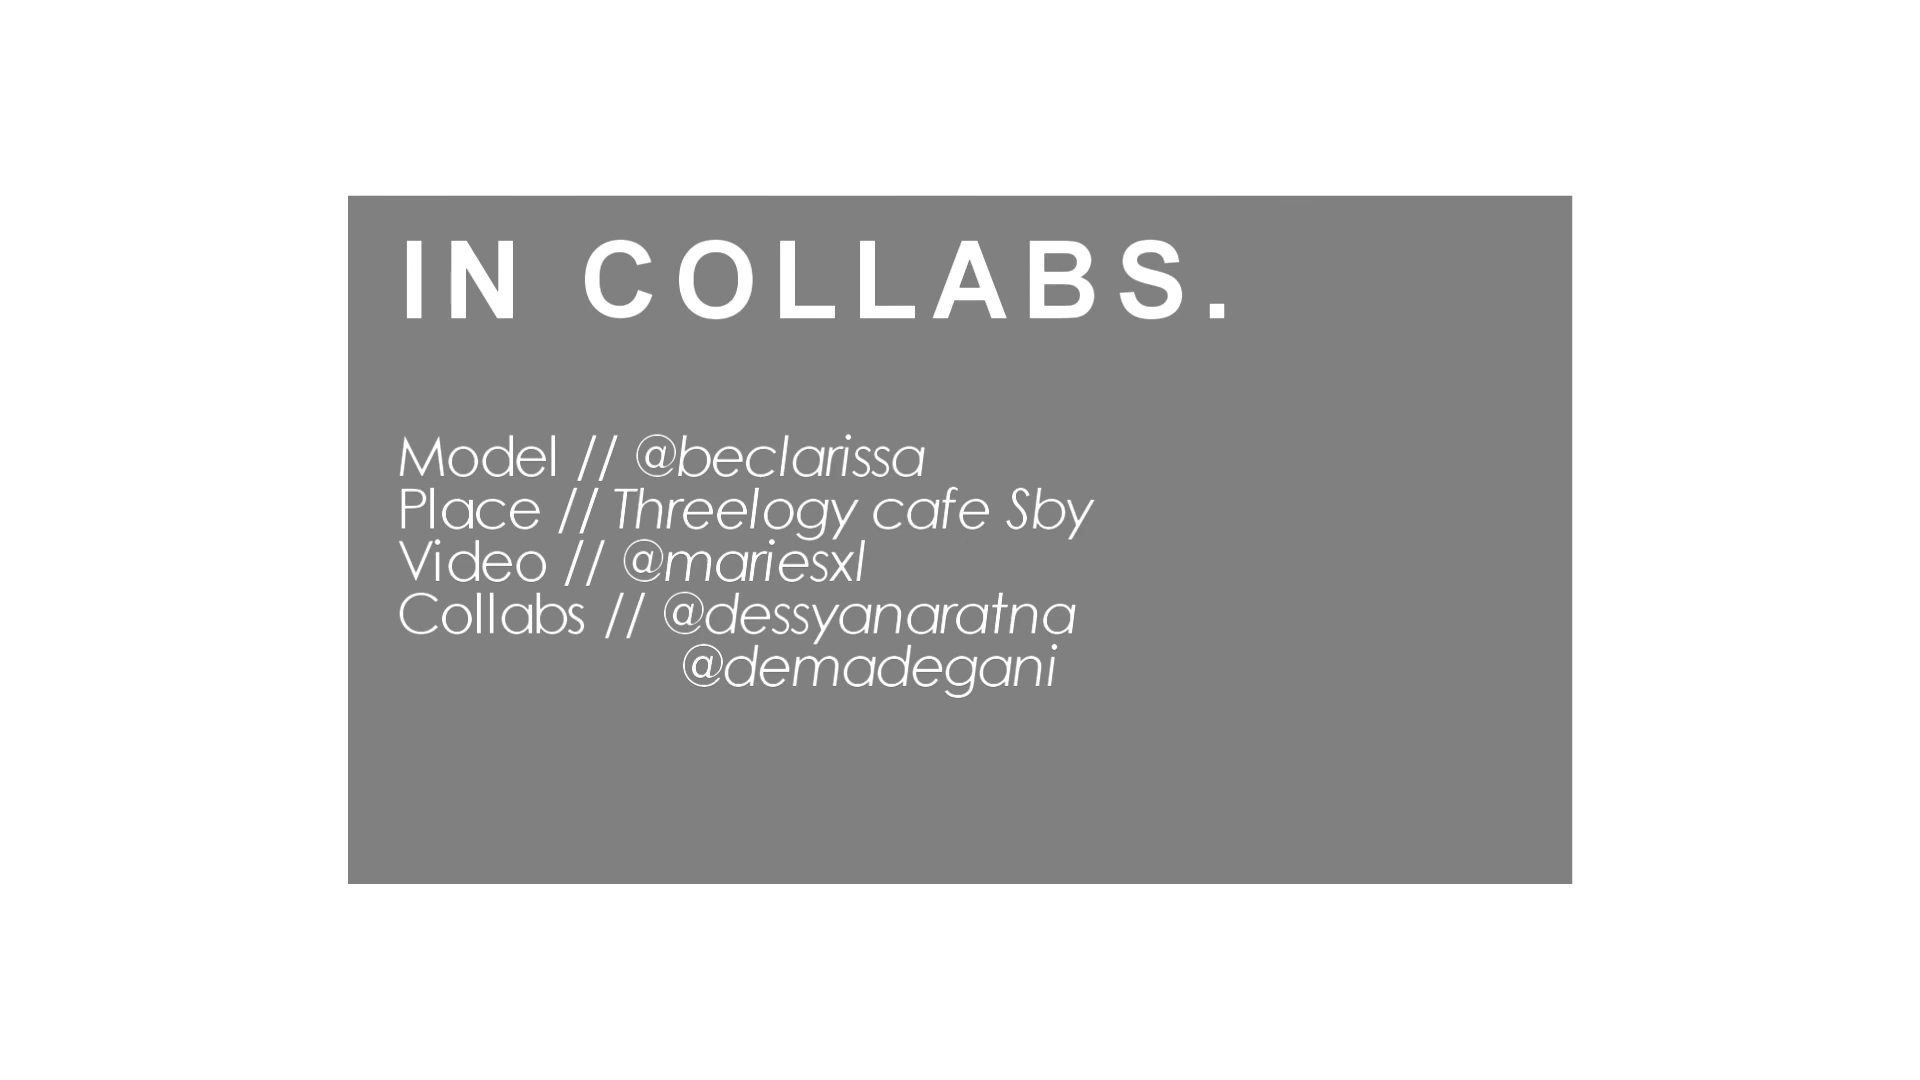 IN COLLABS.
Model // @beclarissa
Place // Threelogy cafe Sby
Video // @mariesxl
Collabs // @dessyanaratna
@demadegani